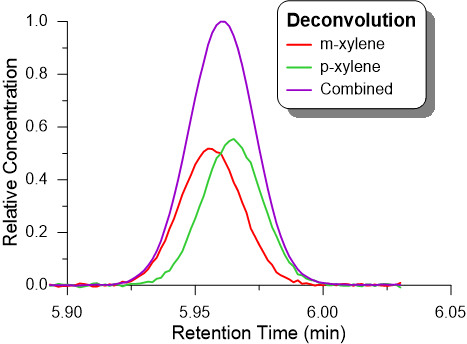 Deconvolution
m-xylene
p-xylene
Combined
Relative Concentration
1.0
0.8
0.6
0.4
0.2
0.0
5.90 5.95 6.00 6.05
Retention Time (min)